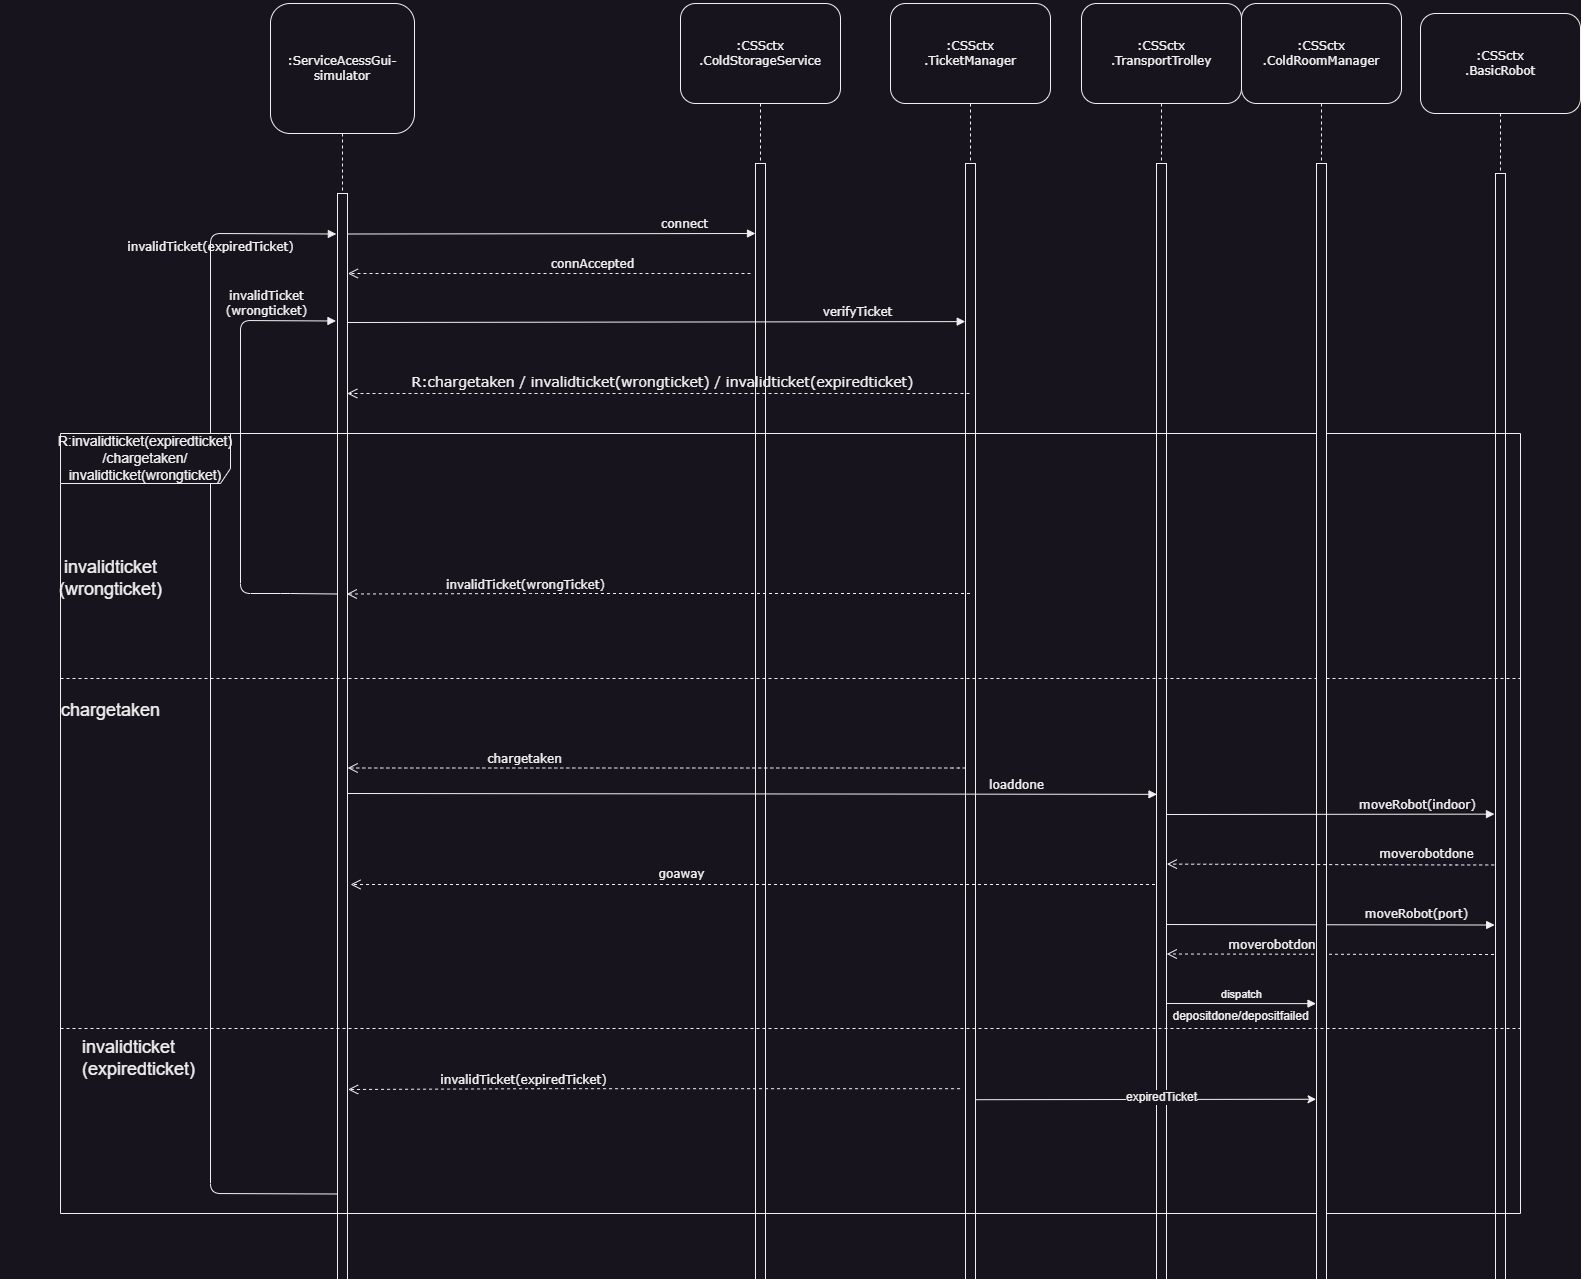 :ServiceAcessGui-
simulator
:CSSctx
.ColdStorageService
:CSSctx
.TicketManager
:CSSctx
.TransportTrolley
:CSSctx
.ColdRoomManager
:CSSctx
.BasicRobot
connect
invalidTicket(expiredTicket)
connAccepted
invalidTicket
(wrongticket)
verifyTicket
R:chargetaken / invalidticket(wrongticket) / invalidticket(expiredticket)
R:invalidticket(expiredticket)
/chargetaken/
invalidticket(wrongticket)
invalidticket
(wrongticket)
invalidTicket(wrongTicket)
chargetaken
chargetaken
loaddone
moveRobot(indoor)
moverobotdone
goaway
moveRobot(port)
moverobotdon
dispatch
depositdone/depositfailed
invalidticket
(expiredticket)
invalidTicket(expiredTicket)
expiredTicket